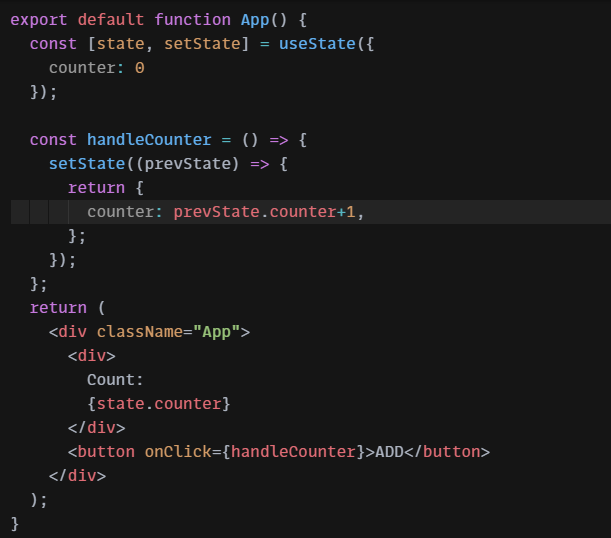 export default function App() {
  const [state, setState] = useState({
    counter: 0
  });

  const handleCounter = () => {
    setState((prevState) => {
      return {
        counter: prevState.counter+1,
      };
    });
  };
  return (
    <div className="App">
      <div>
        Count:
        {state.counter}
      </div>
      <button onClick={handleCounter}>ADD</button>
    </div>
  );
}